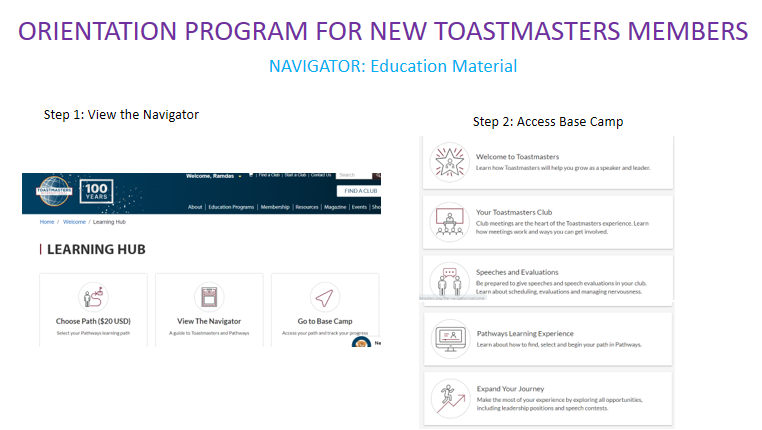 ORIENTATION PROGRAM FOR NEW TOASTMASTERS MEMBERS
NAVIGATOR: Education Material
Step 1: View the Navigator
Welcome, Ramdas
Find a Club | Start a Club | Contact Us
Search
TOASTMASTERS
100
YEARS
FIND A CLUB
About | Education Programs | Membership | Resources | Magazine | Events | Sho
Home / Welcome / Learning Hub
LEARNING HUB
Choose Path ($20 USD)
Select your Pathways learning path
View The Navigator
A guide to Toastmasters and Pathways
Go to Base Camp
Access your path and track your progress
Ne
Step 2: Access Base Camp
Welcome to Toastmasters
Learn how Toastmasters will help you grow as a speaker and leader.
Your Toastmasters Club
Club meetings are the heart of the Toastmasters experience. Learn
how meetings work and ways you can get involved.
Speeches and Evaluations
Be prepared to give speeches and speech evaluations in your club.
Learn about scheduling, evaluations and managing nervousness.
Pathways Learning Experience
Learn about how to find, select and begin your path in Pathways.
Expand Your Journey
Make the most of your experience by exploring all opportunities,
including leadership positions and speech contests.